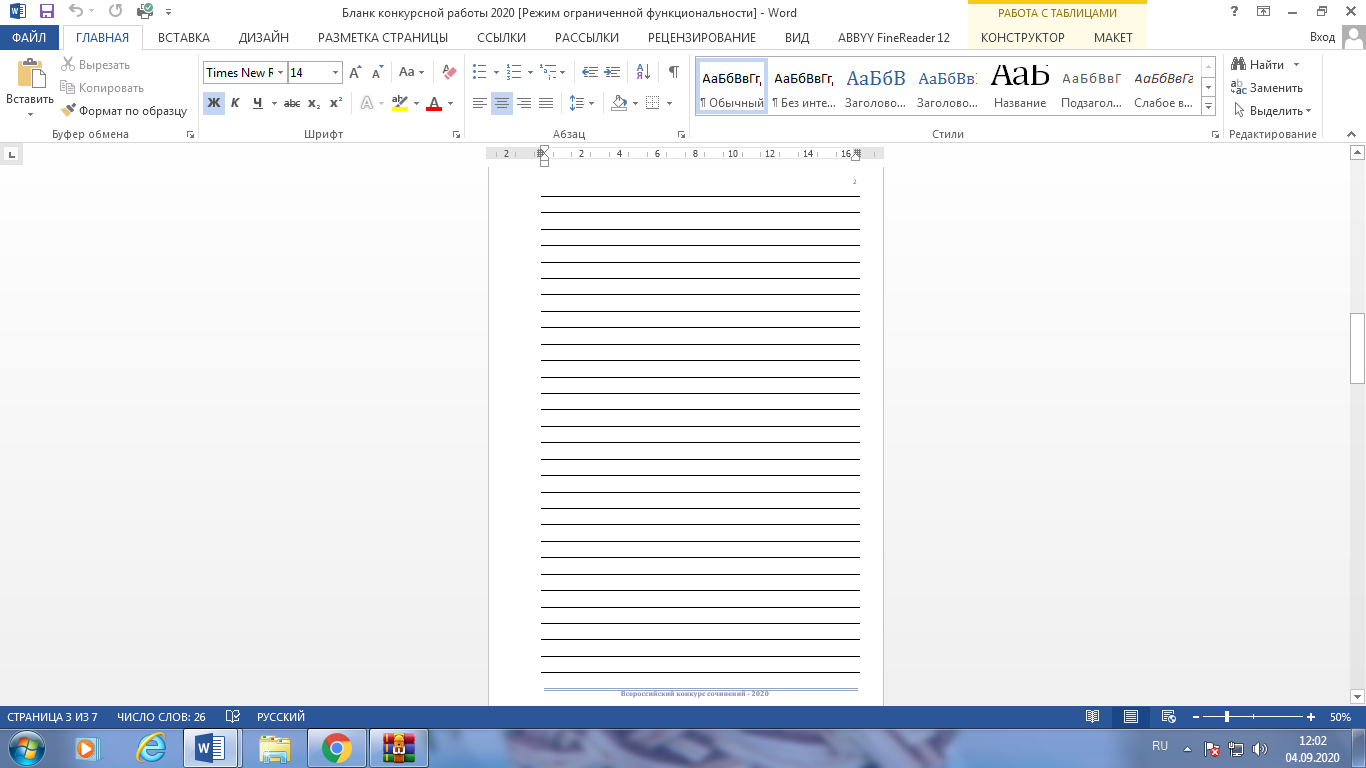 Бланк конкурсной работы 2020 [Режим ограниченной функциональности] - Word
РАБОТА С ТАБЛИЦАМИ
ФАЙЛ ГЛАВНАЯ ВСТАВКА ДИЗАЙН РАЗМЕТКА СТРАНИЦЫ ССЫЛКИ РАССЫЛКИ РЕЦЕНЗИРОВАНИЕ ВИД ABBYY FineReader 12 КОНСТРУКТОР МАКЕТ Вход
Вставить
Вырезать
Копировать
Формат по образцу
Буфер обмена
Times New R 14 Aa
Ж К Ч abc x₂ x² A ab A
Шрифт
Абзац
АаБбВвГг, АаБбВвГг, АаБбВ АаБбВв АаБ АаБбВвГ АаБбВвГг
¶ Обычный ¶ Без инте... Заголово... Заголово... Название Подзагол... Слабое в...
Стили
Найти
Заменить
Выделить
Редактирование
2 2 4 6 8 10 12 14 16
2
Всероссийский конкурс сочинений - 2020
СТРАНИЦА 3 ИЗ 7 ЧИСЛО СЛОВ: 26 РУССКИЙ 50%
RU 12:02
04.09.2020